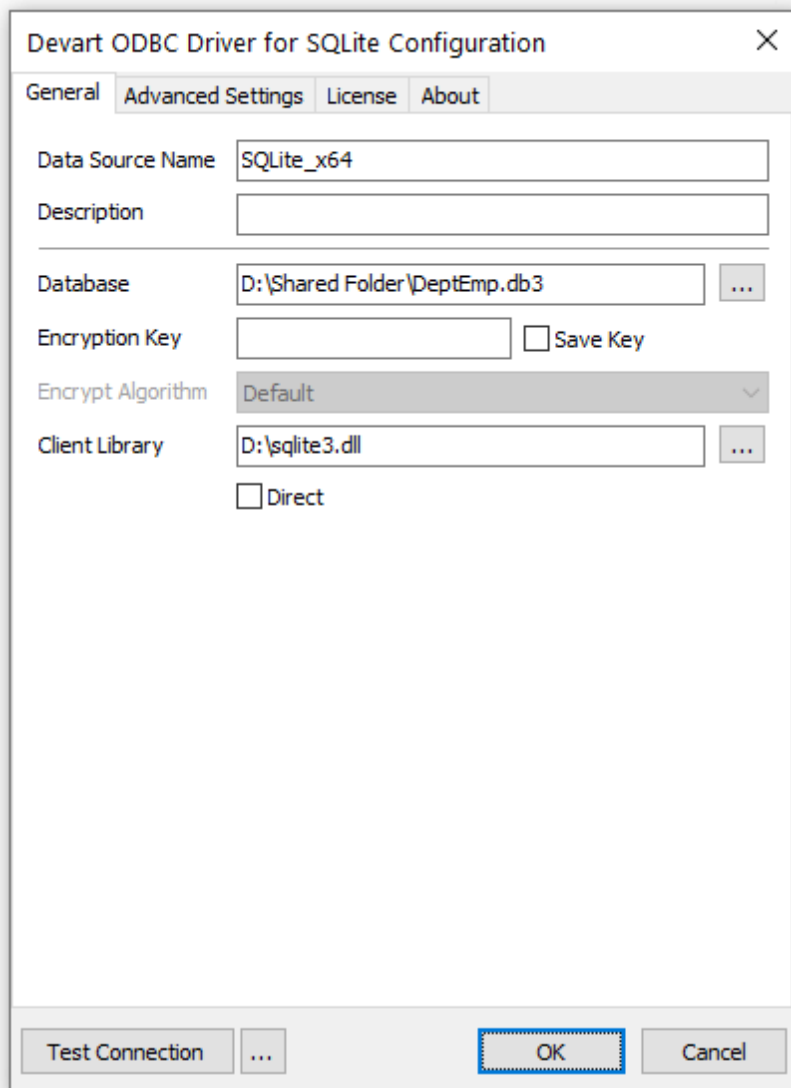 Devart ODBC Driver for SQLite Configuration
General Advanced Settings License About
Data Source Name SQLite_x64
Description
Database D:\Shared Folder\DeptEmp.db3 ...
Encryption Key Save Key
Encrypt Algorithm Default
Client Library D:\sqlite3.dll ...
Direct
Test Connection ... OK Cancel